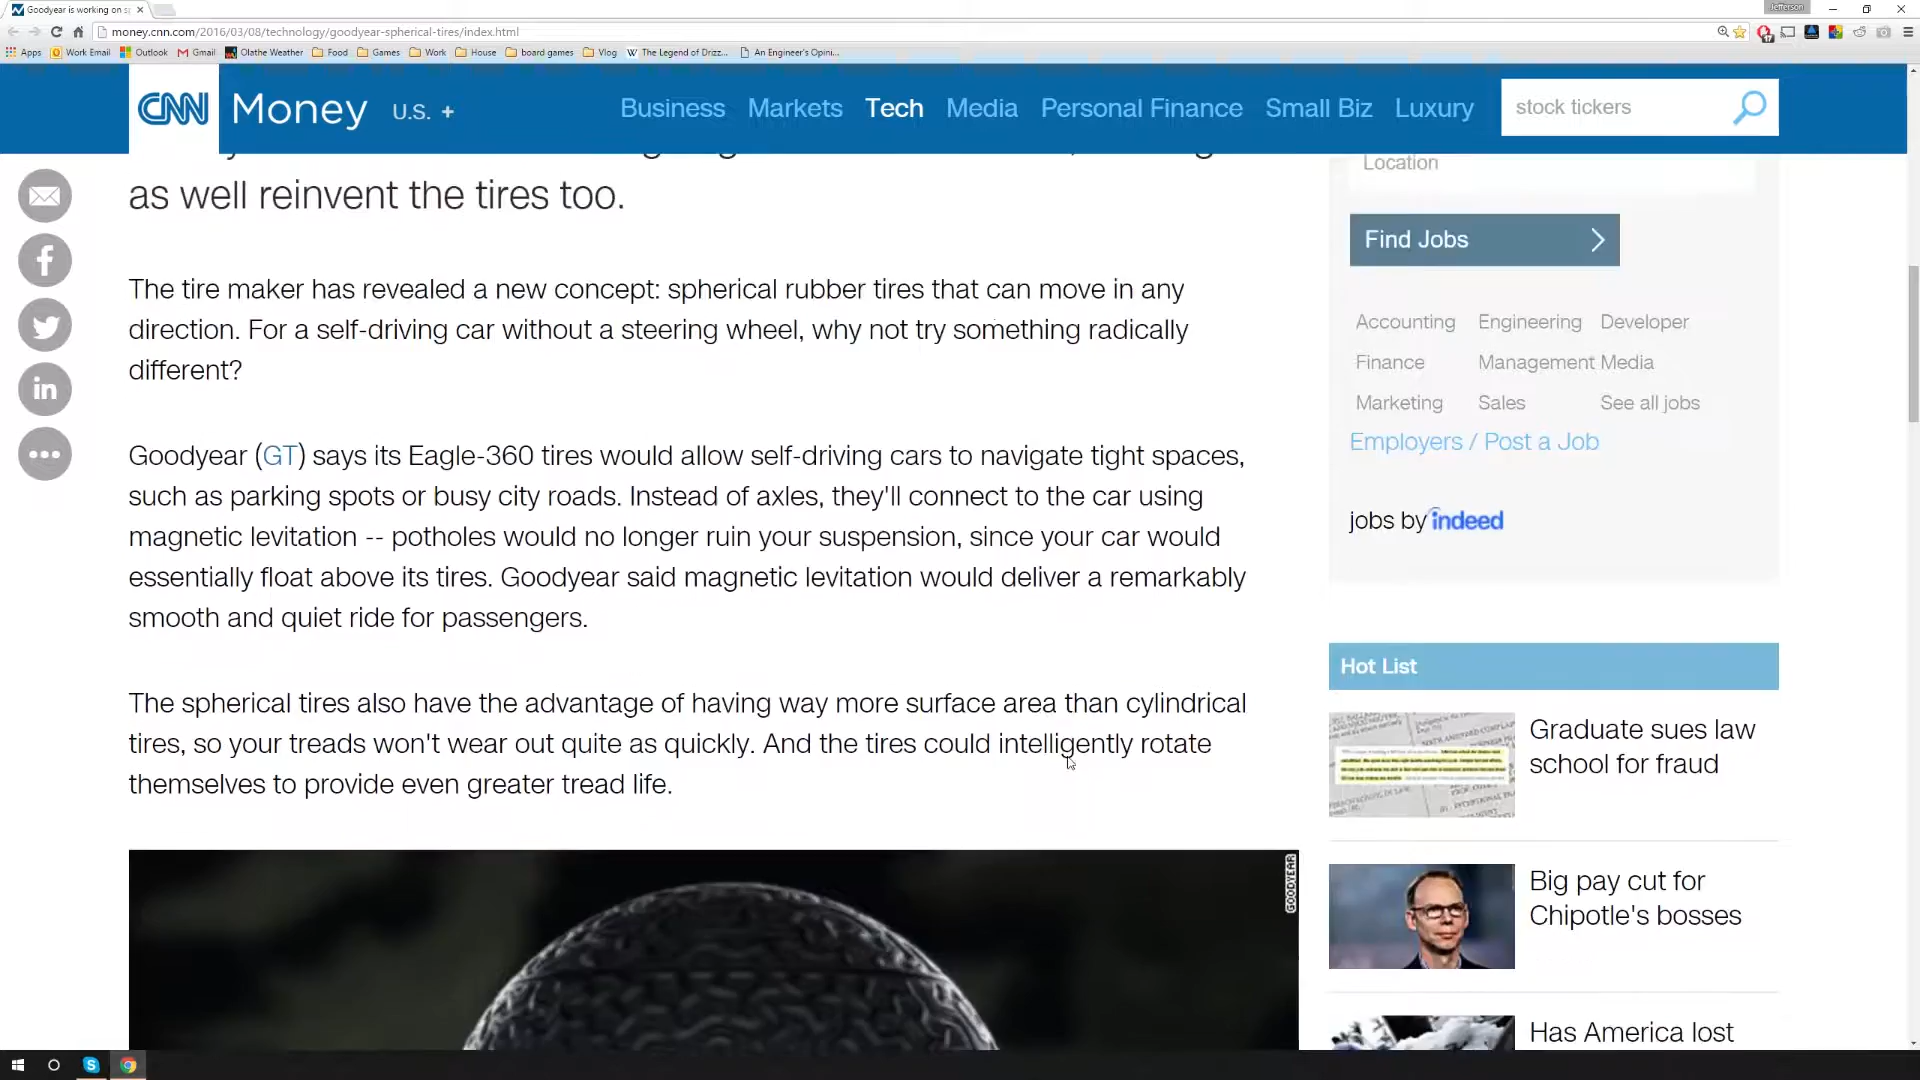 Goodyear is working on sp
Jefferson
money.cnn.com/2016/03/08/technology/goodyear-spherical-tires/index.html
Apps Work Email Outlook Gmail Olathe Weather Food Games Work House board games Vlog The Legend of Drizz... An Engineer's Opini...
CNN Money U.S. + Business Markets Tech Media Personal Finance Small Biz Luxury stock tickers
as well reinvent the tires too.
The tire maker has revealed a new concept: spherical rubber tires that can move in any
direction. For a self-driving car without a steering wheel, why not try something radically
different?
Goodyear (GT) says its Eagle-360 tires would allow self-driving cars to navigate tight spaces,
such as parking spots or busy city roads. Instead of axles, they'll connect to the car using
magnetic levitation -- potholes would no longer ruin your suspension, since your car would
essentially float above its tires. Goodyear said magnetic levitation would deliver a remarkably
smooth and quiet ride for passengers.
The spherical tires also have the advantage of having way more surface area than cylindrical
tires, so your treads won't wear out quite as quickly. And the tires could intelligently rotate
themselves to provide even greater tread life.
GOODYEAR
Location
Find Jobs
Accounting Engineering Developer
Finance Management Media
Marketing Sales See all jobs
Employers / Post a Job
jobs by indeed
Hot List
Graduate sues law
school for fraud
Big pay cut for
Chipotle's bosses
Has America lost